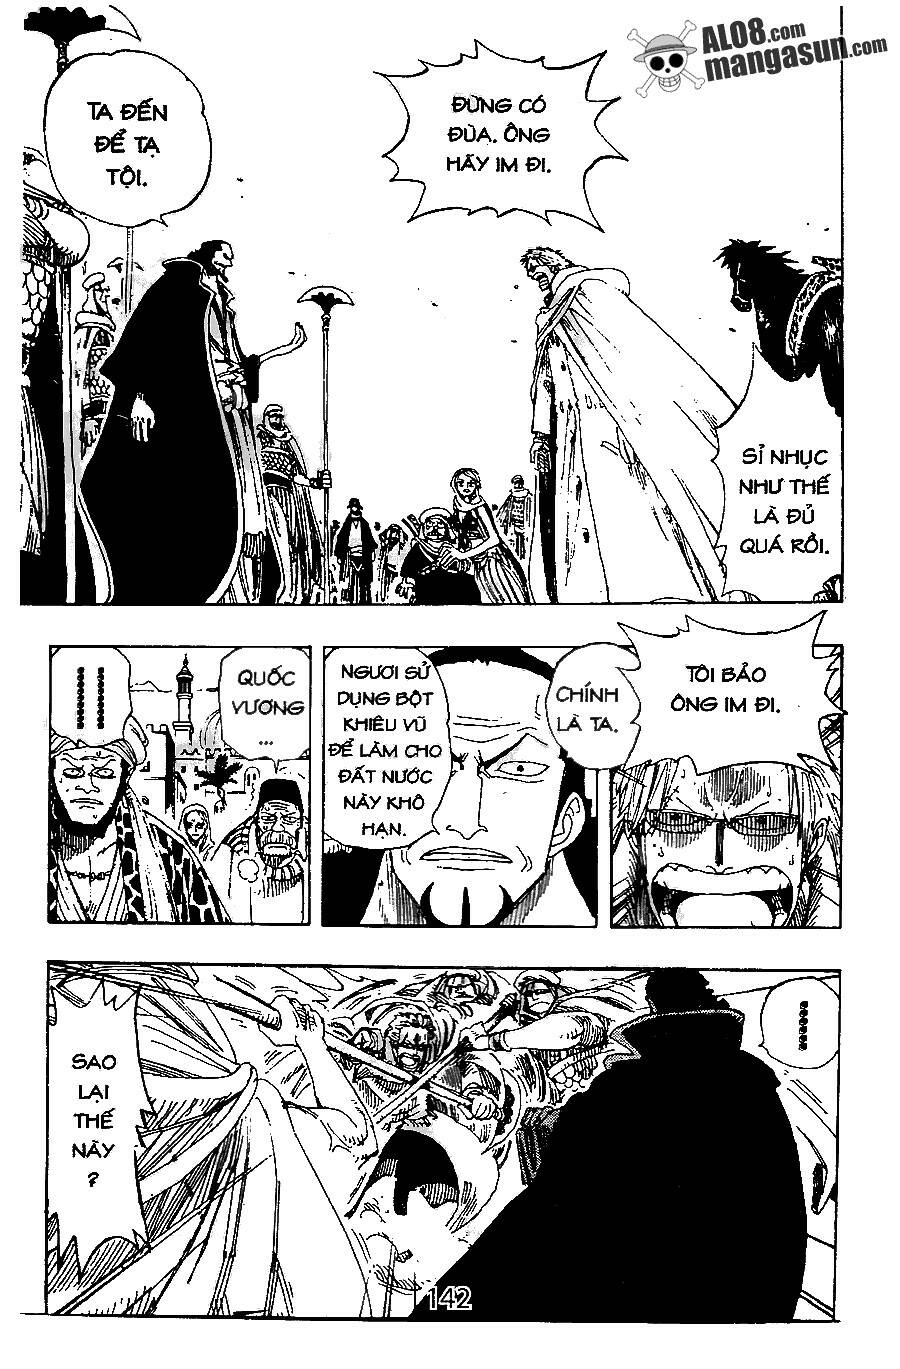 AL08.com
mangasun.com
ĐỪNG CÓ
ĐÙA. ÔNG
HÃY IM ĐI.
TA ĐẾN
ĐỂ TẠ
TỘI.
SỈ NHỤC
NHƯ THẾ
LÀ ĐỦ
QUÁ RỒI.
TÔI BẢO
ÔNG IM ĐI.
CHÍNH
LÀ TA.
NGƯƠI SỬ
DỤNG BỘT
KHIÊU VŨ
ĐỂ LÀM CHO
ĐẤT NƯỚC
NÀY KHÔ
HẠN.
QUỐC
VƯƠNG
...
SAO
LẠI
THẾ
NÀY
?
142